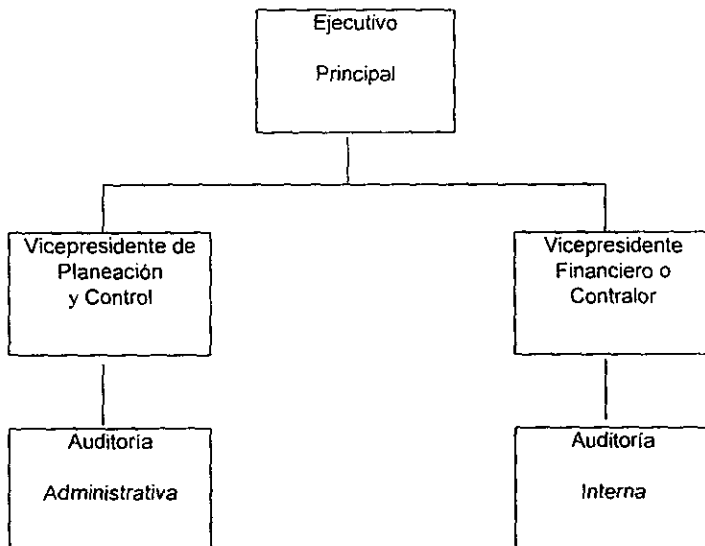 Ejecutivo
Principal
Vicepresidente de
Planeación
y Control
Vicepresidente
Financiero o
Contralor
Auditoría
Administrativa
Auditoría
Interna